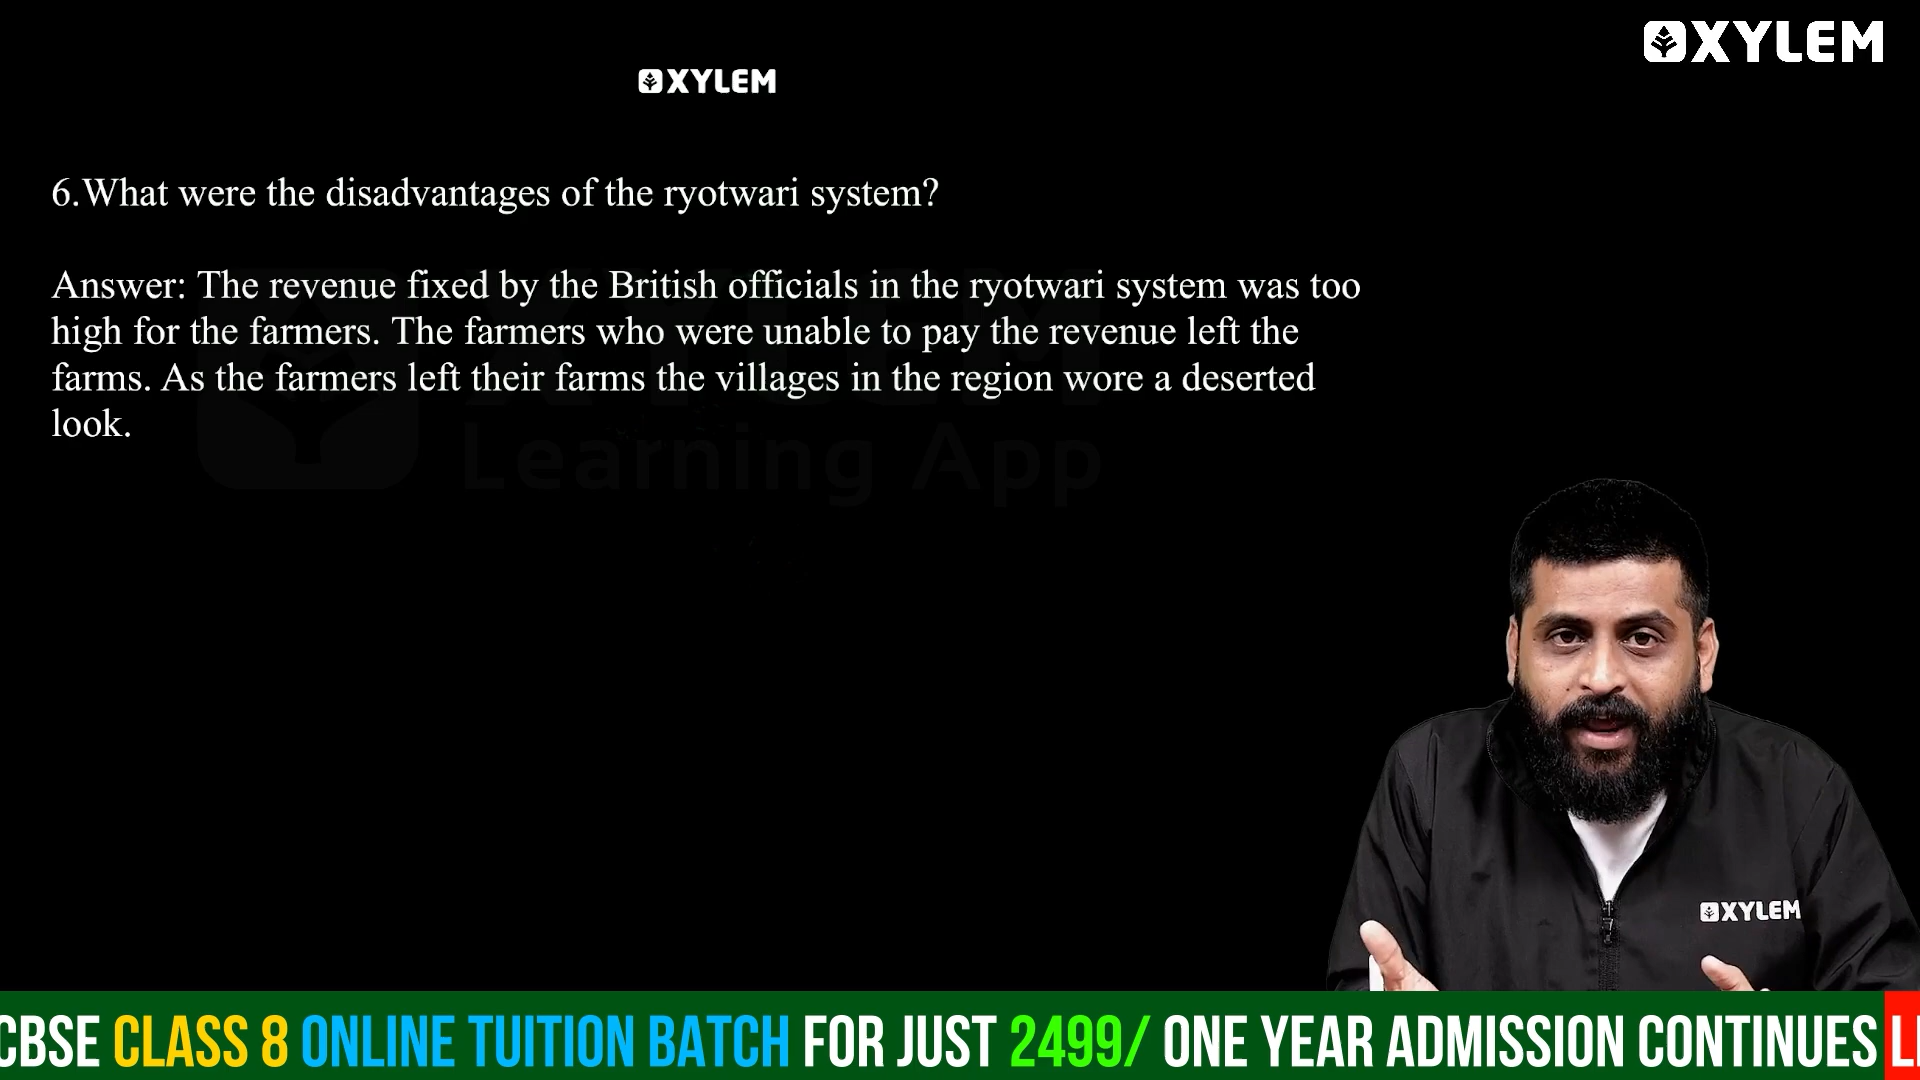 XYLEM
XYLEM
6.What were the disadvantages of the ryotwari system?
Answer: The revenue fixed by the British officials in the ryotwari system was too
high for the farmers. The farmers who were unable to pay the revenue left the
farms. As the farmers left their farms the villages in the region wore a deserted
look.
Learning App
XYLEM
CBSE CLASS 8 ONLINE TUITION BATCH FOR JUST 2499/ ONE YEAR ADMISSION CONTINUES